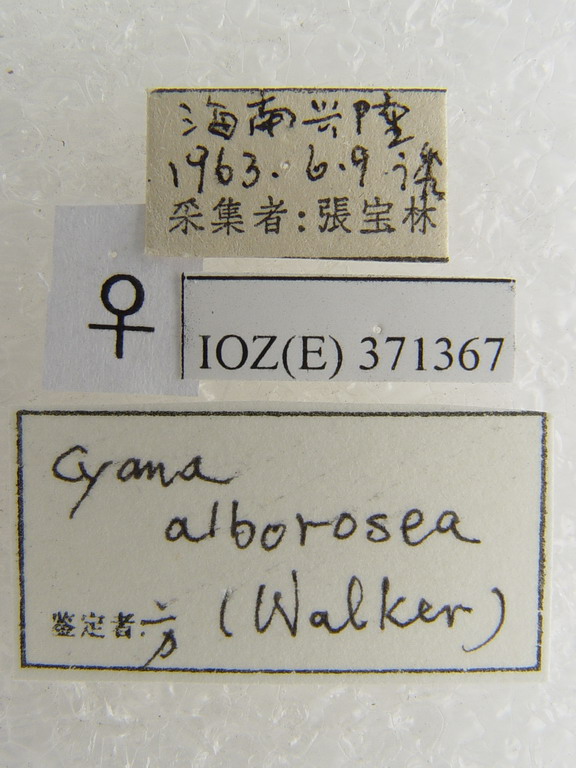 海南兴隆
1963.6.9. 诱
采集者:張宝林
♀
IOZ(E) 371367
Cyana
alborosea
(Walker)
鉴定者: